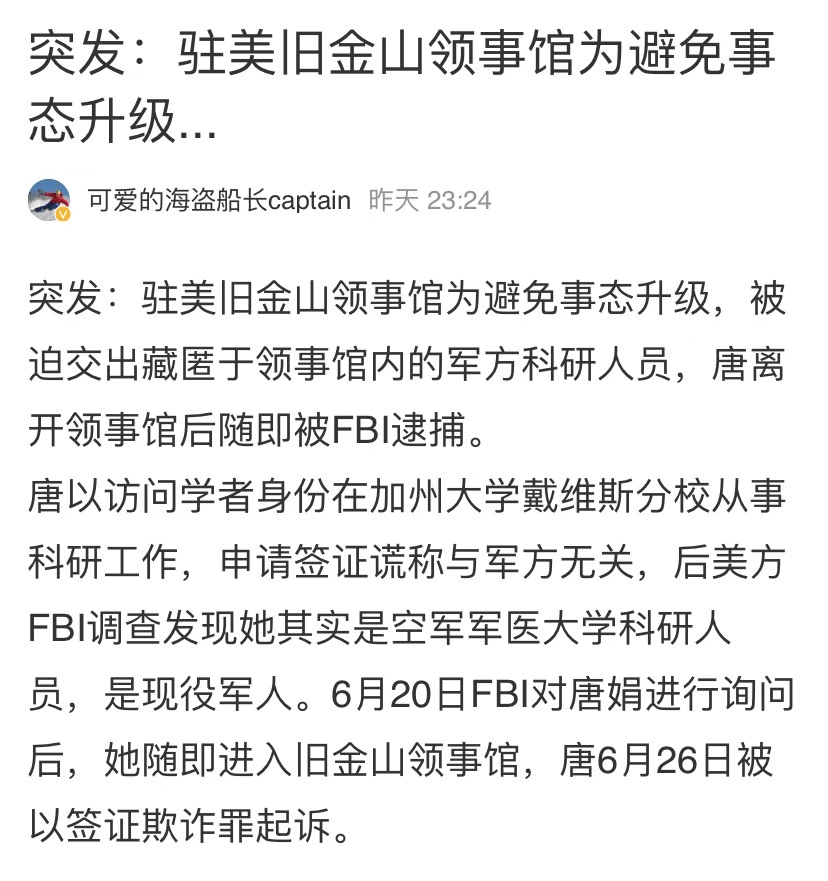 突发：驻美旧金山领事馆为避免事
态升级...
可爱的海盗船长captain 昨天 23:24
突发：驻美旧金山领事馆为避免事态升级，被
迫交出藏匿于领事馆内的军方科研人员，唐离
开领事馆后随即被FBI逮捕。
唐以访问学者身份在加州大学戴维斯分校从事
科研工作，申请签证谎称与军方无关，后美方
FBI调查发现她其实是空军军医大学科研人
员，是现役军人。6月20日FBI对唐娟进行询问
后，她随即进入旧金山领事馆，唐6月26日被
以签证欺诈罪起诉。